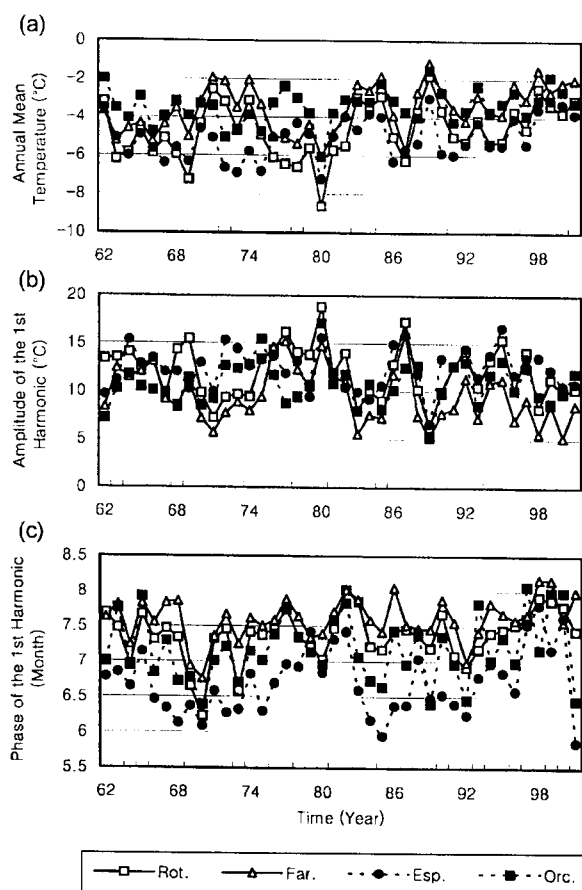 (a)
Annual Mean
Temperature (°C)
0
−2
−4
−6
−8
−10
62 68 74 80 86 92 98
(b)
Amplitude of the 1st
Harmonic (°C)
20
15
10
5
0
62 68 74 80 86 92 98
(c)
Phase of the 1st Harmonic
(Month)
8.5
8
7.5
7
6.5
6
5.5
62 68 74 80 86 92 98
Time (Year)
Rot. Far. Esp. Orc.